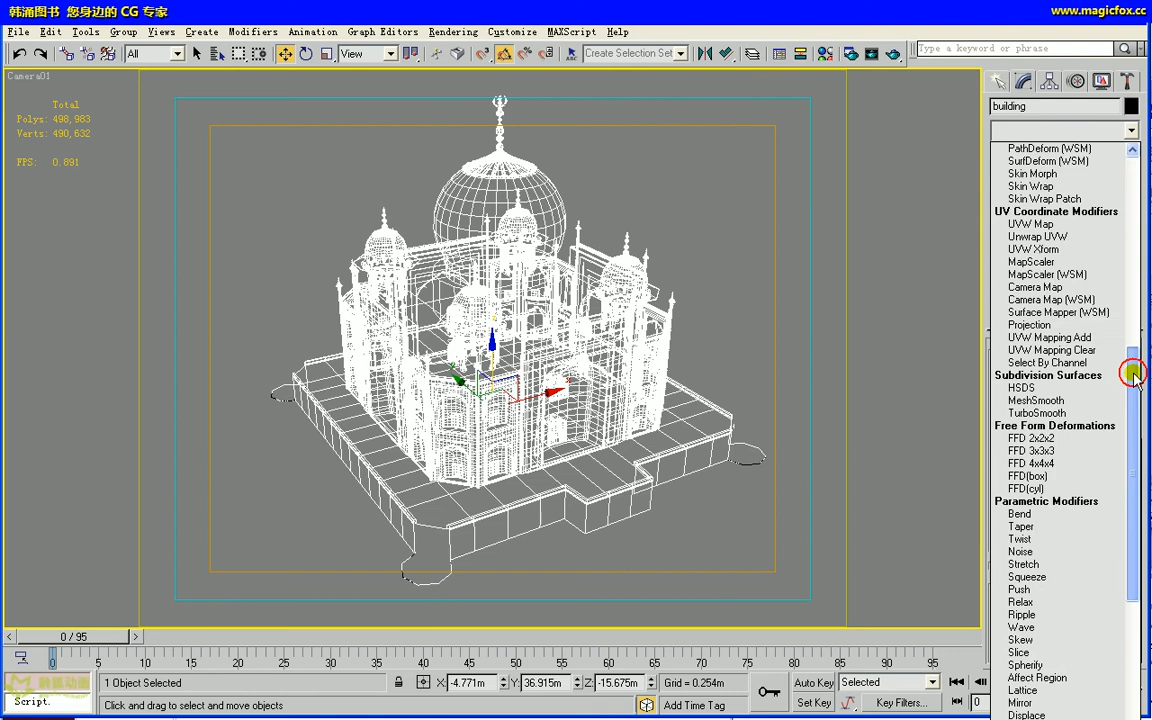 韩涌图书 您身边的 CG 专家
www.magicfox.cc
File Edit Tools Group Views Create Modifiers Animation Graph Editors Rendering Customize MAXScript Help
All
View
Create Selection Set
Type a keyword or phrase
Camera01
Total
Polys: 498,983
Verts: 490,632
FPS: 0.891
building
PathDeform (WSM)
SurfDeform (WSM)
Skin Morph
Skin Wrap
Skin Wrap Patch
UV Coordinate Modifiers
UVW Map
Unwrap UVW
UVW Xform
MapScaler
MapScaler (WSM)
Camera Map
Camera Map (WSM)
Surface Mapper (WSM)
Projection
UVW Mapping Add
UVW Mapping Clear
Select By Channel
Subdivision Surfaces
HSDS
MeshSmooth
TurboSmooth
Free Form Deformations
FFD 2x2x2
FFD 3x3x3
FFD 4x4x4
FFD(box)
FFD(cyl)
Parametric Modifiers
Bend
Taper
Twist
Noise
Stretch
Squeeze
Push
Relax
Ripple
Wave
Skew
Slice
Spherify
Affect Region
Lattice
Mirror
Displace
0 / 95
0 5 10 15 20 25 30 35 40 45 50 55 60 65 70 75 80 85 90 95
1 Object Selected
X: -4.771m Y: 36.915m Z: -15.675m Grid = 0.254m
Auto Key Selected
Script.
Click and drag to select and move objects
Add Time Tag
Set Key
Key Filters...
0